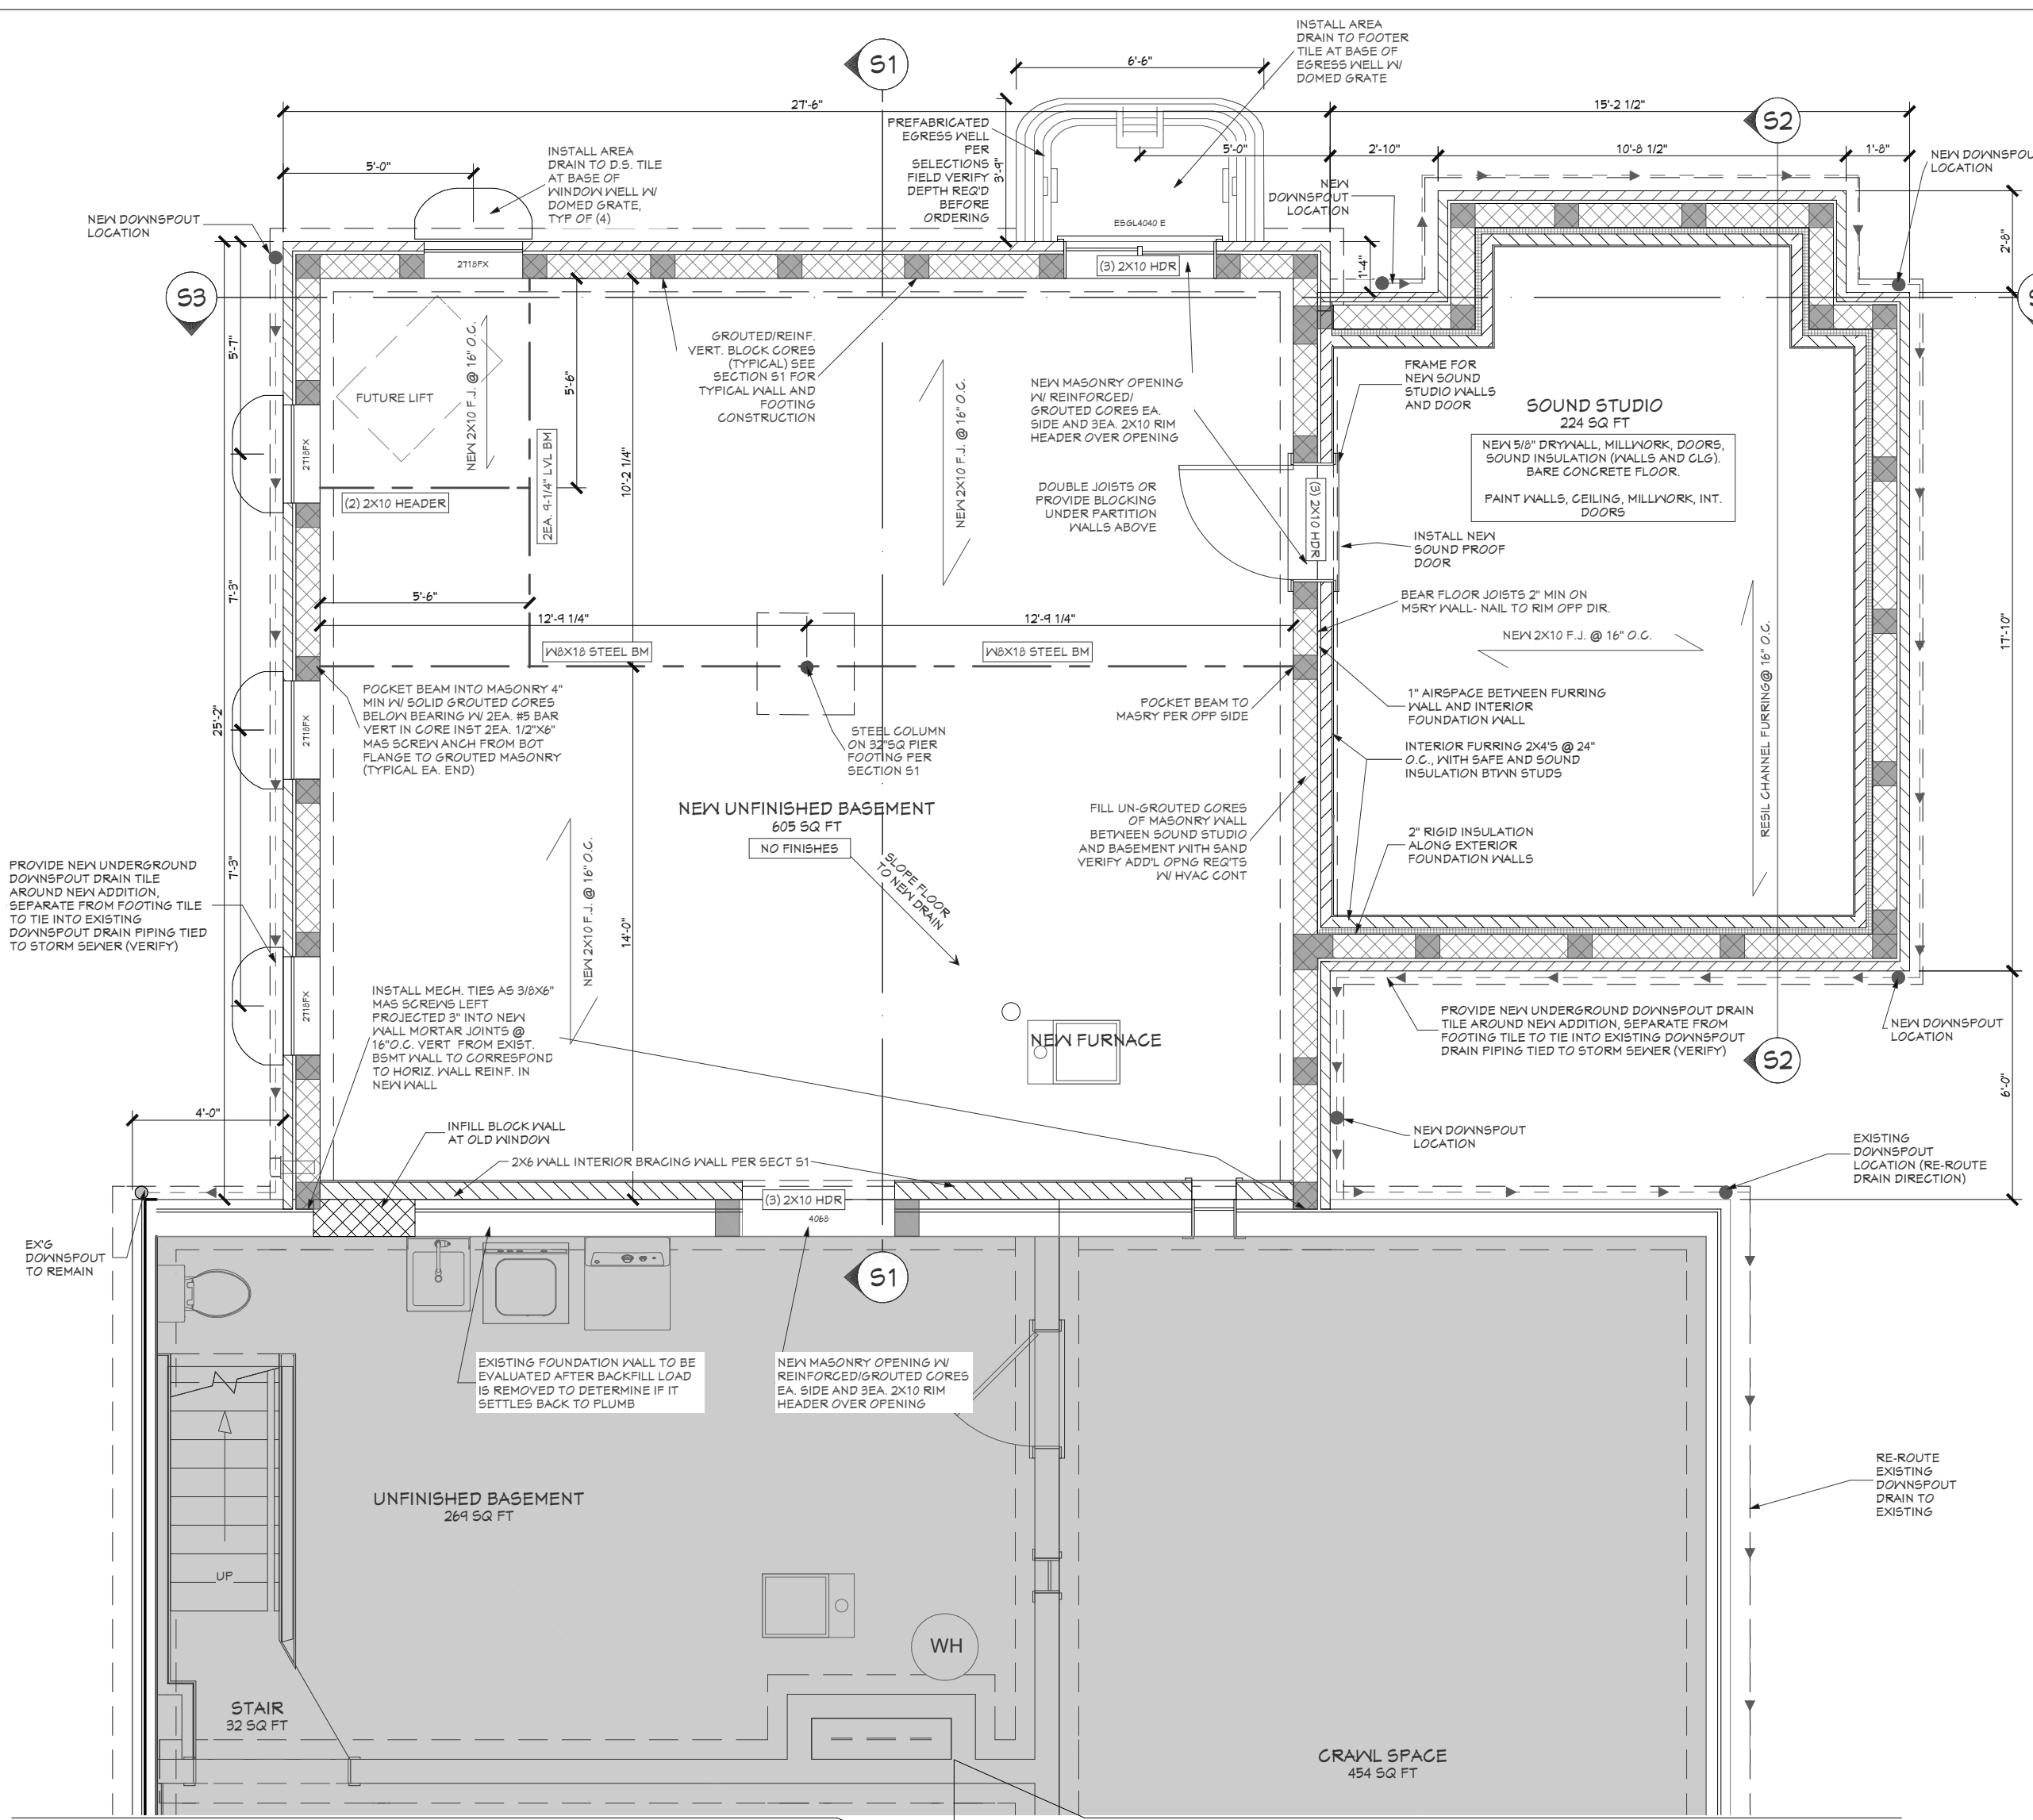 INSTALL AREA
DRAIN TO FOOTER
TILE AT BASE OF
EGRESS WELL W/
DOMED GRATE
S1
6'-6"
27'-6"
15'-2 1/2"
S2
PREFABRICATED
EGRESS WELL
PER
SELECTIONS
FIELD VERIFY
DEPTH REQ'D
BEFORE
ORDERING
3'-9"
INSTALL AREA
DRAIN TO D.S. TILE
AT BASE OF
WINDOW WELL W/
DOMED GRATE,
TYP OF (4)
5'-0"
5'-0"
2'-10"
10'-8 1/2"
1'-8"
NEW DOWNSPOU
LOCATION
NEW
DOWNSPOUT
LOCATION
NEW DOWNSPOUT
LOCATION
ESGL4040 E
2'-8"
1'-4"
2718FX
(3) 2X10 HDR
S3
5'-7"
FUTURE LIFT
NEW 2X10 F.J. @ 16" O.C.
5'-6"
10'-2 1/4"
GROUTED/REINF.
VERT. BLOCK CORES
(TYPICAL) SEE
SECTION S1 FOR
TYPICAL WALL AND
FOOTING
CONSTRUCTION
NEW 2X10 F.J. @ 16" O.C.
NEW MASONRY OPENING
W/ REINFORCED/
GROUTED CORES EA.
SIDE AND 3EA. 2X10 RIM
HEADER OVER OPENING
FRAME FOR
NEW SOUND
STUDIO WALLS
AND DOOR
SOUND STUDIO
224 SQ FT
NEW 5/8" DRYWALL, MILLWORK, DOORS,
SOUND INSULATION (WALLS AND CLG).
BARE CONCRETE FLOOR.
PAINT WALLS, CEILING, MILLWORK, INT.
DOORS
2718FX
(2) 2X10 HEADER
2EA. 9-1/4" LVL BM
DOUBLE JOISTS OR
PROVIDE BLOCKING
UNDER PARTITION
WALLS ABOVE
(3) 2X10 HDR
INSTALL NEW
SOUND PROOF
DOOR
7'-3"
5'-6"
12'-9 1/4"
12'-9 1/4"
BEAR FLOOR JOISTS 2" MIN ON
MSRY WALL- NAIL TO RIM OPP DIR.
NEW 2X10 F.J. @ 16" O.C.
17'-10"
W8X18 STEEL BM
W8X18 STEEL BM
25'-2"
2718FX
POCKET BEAM INTO MASONRY 4"
MIN W/ SOLID GROUTED CORES
BELOW BEARING W/ 2EA. #5 BAR
VERT IN CORE INST 2EA. 1/2"X6"
MAS SCREW ANCH FROM BOT
FLANGE TO GROUTED MASONRY
(TYPICAL EA. END)
STEEL COLUMN
ON 32"SQ PIER
FOOTING PER
SECTION S1
POCKET BEAM TO
MASRY PER OPP SIDE
1" AIRSPACE BETWEEN FURRING
WALL AND INTERIOR
FOUNDATION WALL
INTERIOR FURRING 2X4'S @ 24"
O.C., WITH SAFE AND SOUND
INSULATION BTWN STUDS
RESIL CHANNEL FURRING@ 16" O.C.
NEW UNFINISHED BASEMENT
605 SQ FT
NO FINISHES
FILL UN-GROUTED CORES
OF MASONRY WALL
BETWEEN SOUND STUDIO
AND BASEMENT WITH SAND
VERIFY ADD'L OPNG REQ'TS
W/ HVAC CONT
2" RIGID INSULATION
ALONG EXTERIOR
FOUNDATION WALLS
PROVIDE NEW UNDERGROUND
DOWNSPOUT DRAIN TILE
AROUND NEW ADDITION,
SEPARATE FROM FOOTING TILE
TO TIE INTO EXISTING
DOWNSPOUT DRAIN PIPING TIED
TO STORM SEWER (VERIFY)
7'-3"
NEW 2X10 F.J. @ 16" O.C.
14'-0"
SLOPE FLOOR
TO NEW DRAIN
2718FX
INSTALL MECH. TIES AS 3/8X6"
MAS SCREWS LEFT
PROJECTED 3" INTO NEW
WALL MORTAR JOINTS @
16"O.C. VERT FROM EXIST.
BSMT WALL TO CORRESPOND
TO HORIZ. WALL REINF. IN
NEW WALL
NEW FURNACE
PROVIDE NEW UNDERGROUND DOWNSPOUT DRAIN
TILE AROUND NEW ADDITION, SEPARATE FROM
FOOTING TILE TO TIE INTO EXISTING DOWNSPOUT
DRAIN PIPING TIED TO STORM SEWER (VERIFY)
NEW DOWNSPOUT
LOCATION
S2
6'-0"
4'-0"
INFILL BLOCK WALL
AT OLD WINDOW
2X6 WALL INTERIOR BRACING WALL PER SECT S1
NEW DOWNSPOUT
LOCATION
EXISTING
DOWNSPOUT
LOCATION (RE-ROUTE
DRAIN DIRECTION)
(3) 2X10 HDR
4068
EX'G
DOWNSPOUT
TO REMAIN
S1
EXISTING FOUNDATION WALL TO BE
EVALUATED AFTER BACKFILL LOAD
IS REMOVED TO DETERMINE IF IT
SETTLES BACK TO PLUMB
NEW MASONRY OPENING W/
REINFORCED/GROUTED CORES
EA. SIDE AND 3EA. 2X10 RIM
HEADER OVER OPENING
RE-ROUTE
EXISTING
DOWNSPOUT
DRAIN TO
EXISTING
UNFINISHED BASEMENT
269 SQ FT
UP
WH
STAIR
32 SQ FT
CRAWL SPACE
454 SQ FT